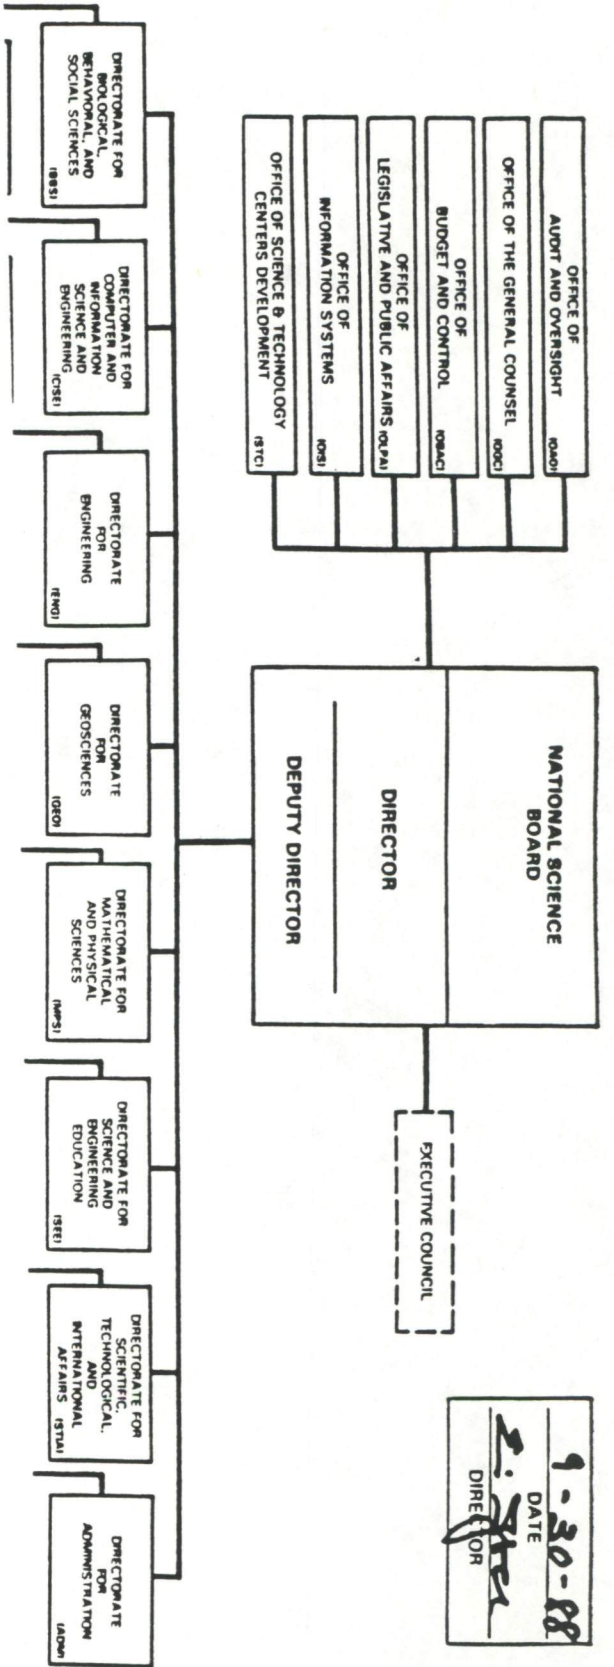 9-30-88
DATE
DIRECTOR
NATIONAL SCIENCE
BOARD
DIRECTOR
DEPUTY DIRECTOR
EXECUTIVE COUNCIL
OFFICE OF
AUDIT AND OVERSIGHT
(OAO)
OFFICE OF THE GENERAL COUNSEL
(OGC)
OFFICE OF
BUDGET AND CONTROL
(OBAC)
OFFICE OF
LEGISLATIVE AND PUBLIC AFFAIRS
(OLPA)
OFFICE OF
INFORMATION SYSTEMS
(OIS)
OFFICE OF SCIENCE & TECHNOLOGY
CENTERS DEVELOPMENT
(STC)
DIRECTORATE FOR
BIOLOGICAL,
BEHAVIORAL, AND
SOCIAL SCIENCES
(BBS)
DIRECTORATE FOR
COMPUTER AND
INFORMATION
SCIENCE AND
ENGINEERING
(CISE)
DIRECTORATE
FOR
ENGINEERING
(ENG)
DIRECTORATE
FOR
GEOSCIENCES
(GEO)
DIRECTORATE FOR
MATHEMATICAL
AND PHYSICAL
SCIENCES
(MPS)
DIRECTORATE FOR
SCIENCE AND
ENGINEERING
EDUCATION
(SEE)
DIRECTORATE FOR
SCIENTIFIC,
TECHNOLOGICAL,
AND
INTERNATIONAL
AFFAIRS
(STIA)
DIRECTORATE
FOR
ADMINISTRATION
(ADM)